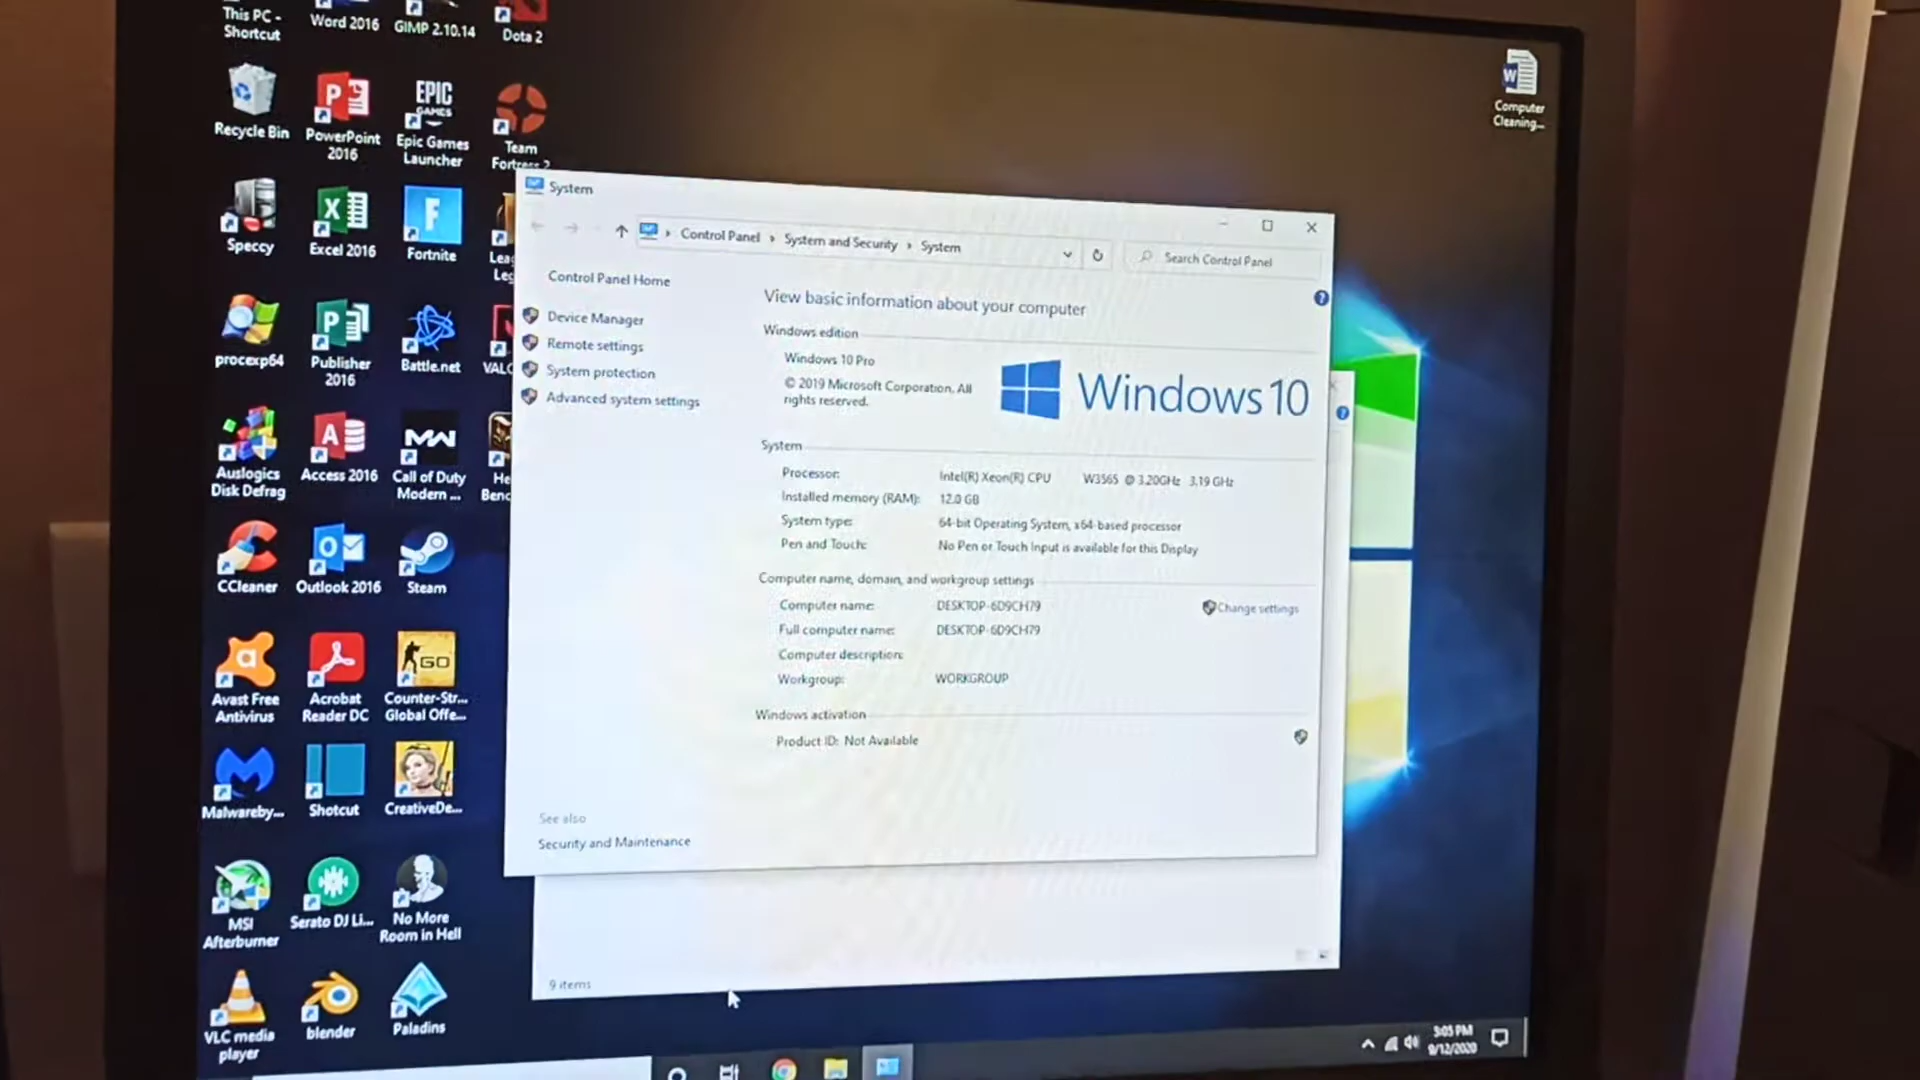 This PC -
Shortcut
Word 2016
GIMP 2.10.14
Dota 2
Recycle Bin
PowerPoint
2016
EPIC
GAMES
Epic Games
Launcher
Team
Fortress 2
Speccy
Excel 2016
Fortnite
Lea
Leg
procexp64
Publisher
2016
Battle.net
VALO
Auslogics
Disk Defrag
Access 2016
Call of Duty
Modern ...
He
Benc
CCleaner
Outlook 2016
Steam
Avast Free
Antivirus
Acrobat
Reader DC
GO
Counter-Str...
Global Offe...
Malwareby...
Shotcut
CreativeDe...
MSI
Afterburner
Serato DJ Li...
No More
Room in Hell
VLC media
player
blender
Paladins
Computer
Cleaning...
System
Control Panel › System and Security › System
Search Control Panel
Control Panel Home
Device Manager
Remote settings
System protection
Advanced system settings
See also
Security and Maintenance
View basic information about your computer
Windows edition
Windows 10 Pro
© 2019 Microsoft Corporation. All
rights reserved.
Windows 10
System
Processor: Intel(R) Xeon(R) CPU W3565 @ 3.20GHz 3.19 GHz
Installed memory (RAM): 12.0 GB
System type: 64-bit Operating System, x64-based processor
Pen and Touch: No Pen or Touch Input is available for this Display
Computer name, domain, and workgroup settings
Computer name: DESKTOP-6D9CH79
Change settings
Full computer name: DESKTOP-6D9CH79
Computer description:
Workgroup: WORKGROUP
Windows activation
Product ID: Not Available
9 items
3:05 PM
9/12/2020